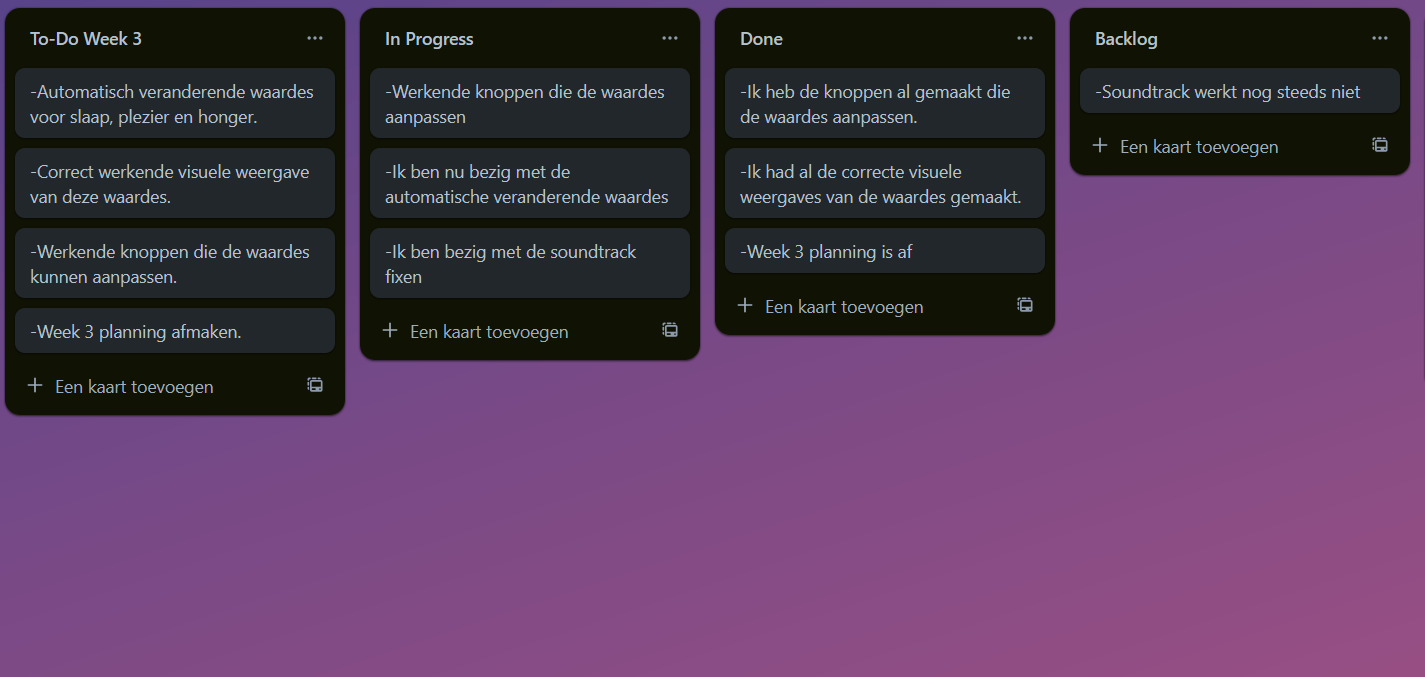 To-Do Week 3
-Automatisch veranderende waardes
voor slaap, plezier en honger.
-Correct werkende visuele weergave
van deze waardes.
-Werkende knoppen die de waardes
kunnen aanpassen.
-Week 3 planning afmaken.
Een kaart toevoegen
In Progress
-Werkende knoppen die de waardes
aanpassen
-Ik ben nu bezig met de
automatische veranderende waardes
-Ik ben bezig met de soundtrack
fixen
Een kaart toevoegen
Done
-Ik heb de knoppen al gemaakt die
de waardes aanpassen.
-Ik had al de correcte visuele
weergaves van de waardes gemaakt.
-Week 3 planning is af
Een kaart toevoegen
Backlog
-Soundtrack werkt nog steeds niet
Een kaart toevoegen